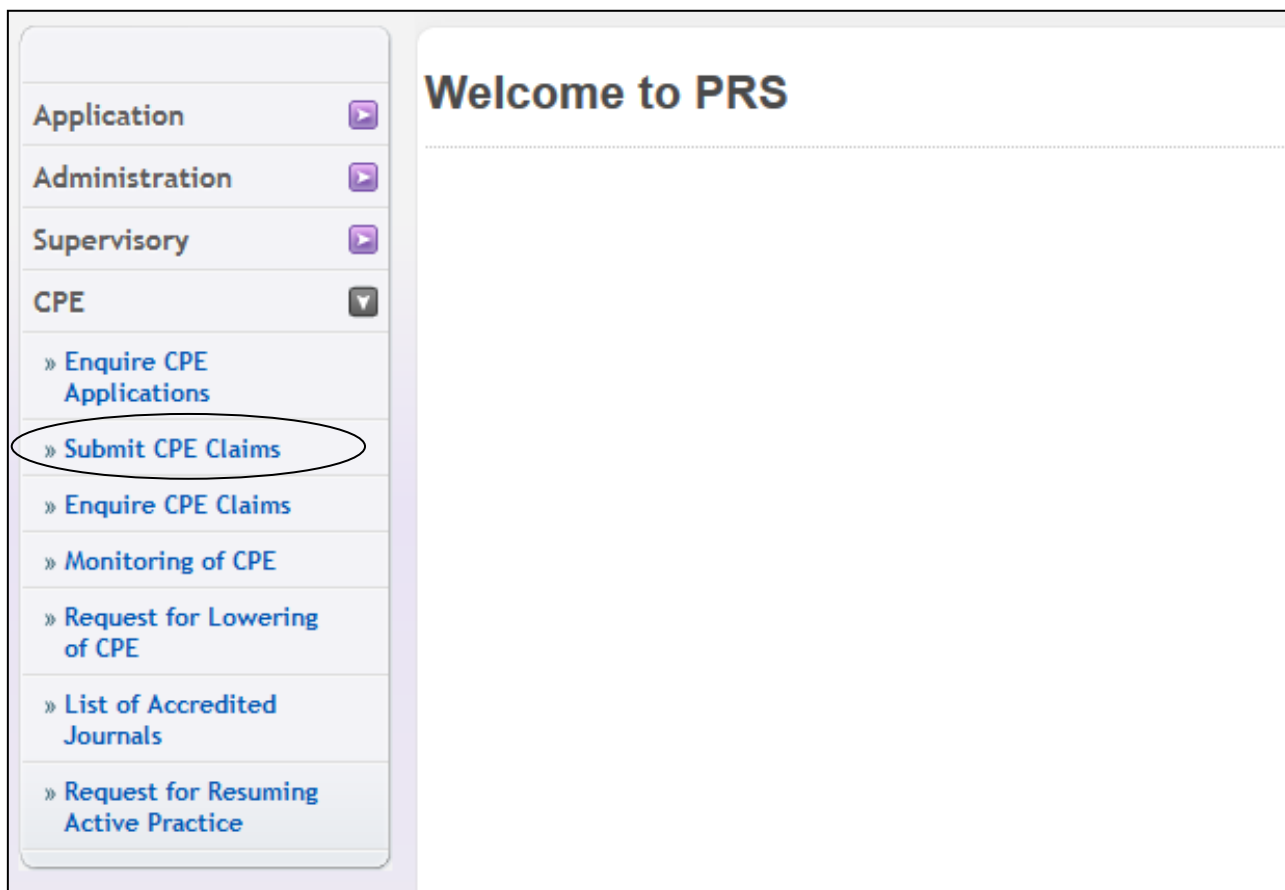 Welcome to PRS
Application
Administration
Supervisory
CPE
» Enquire CPE
Applications
» Submit CPE Claims
» Enquire CPE Claims
» Monitoring of CPE
» Request for Lowering
of CPE
» List of Accredited
Journals
» Request for Resuming
Active Practice